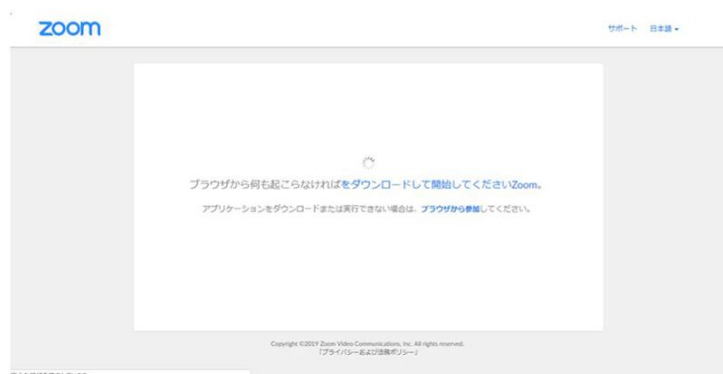 zoom
サポート 日本語
ブラウザから何も起こらなければをダウンロードして開始してくださいZoom。
アプリケーションをダウンロードまたは実行できない場合は、ブラウザから参加してください。
Copyright ©2019 Zoom Video Communications, Inc. All rights reserved.
「プライバシーおよび法務ポリシー」